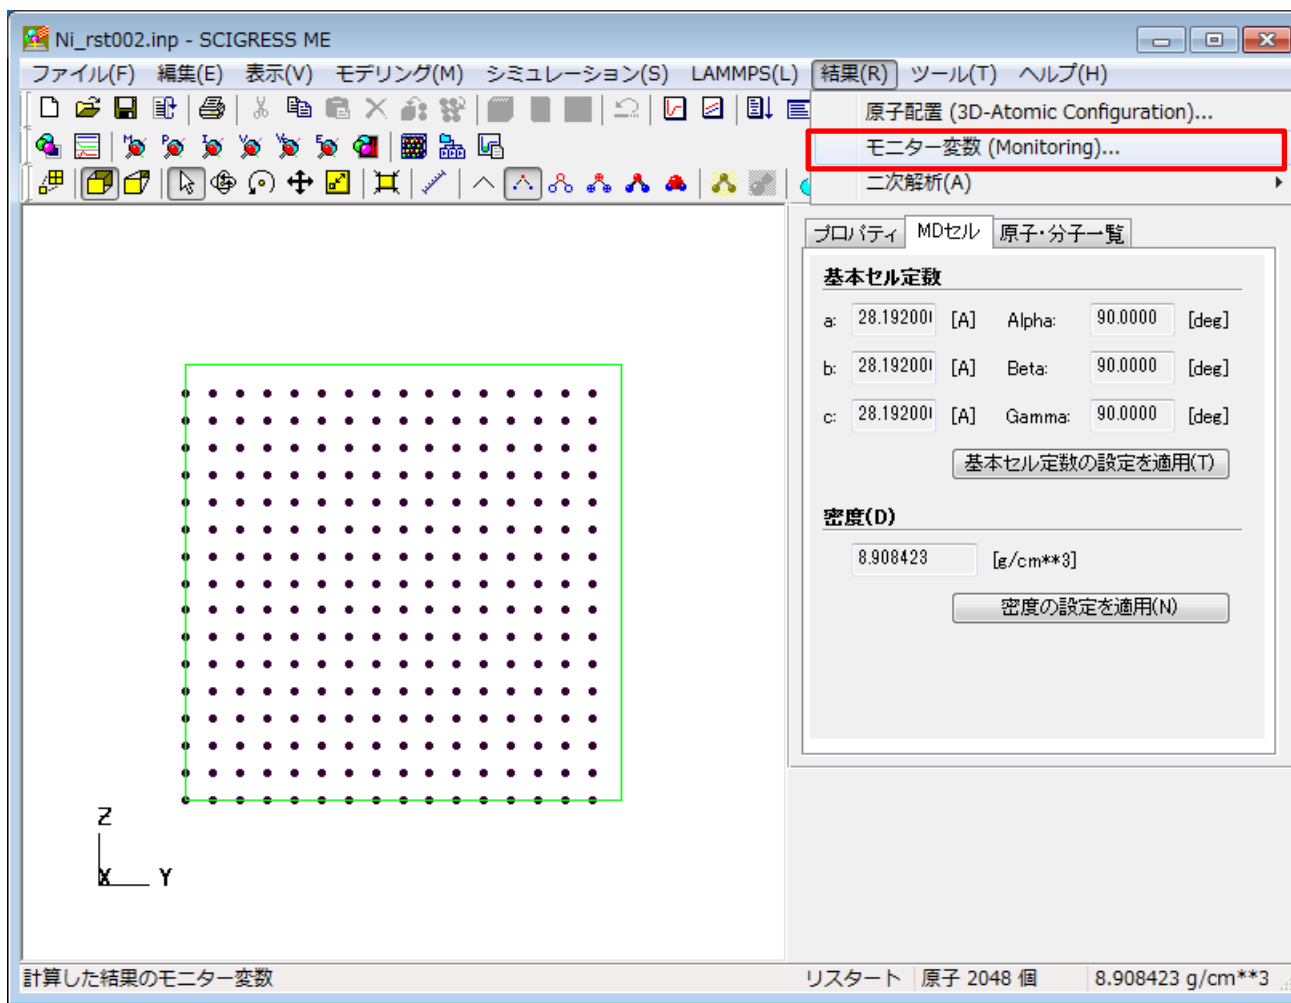 Ni_rst002.inp - SCIGRESS ME
ファイル(F) 編集(E) 表示(V) モデリング(M) シミュレーション(S) LAMMPS(L) 結果(R) ツール(T) ヘルプ(H)
原子配置 (3D-Atomic Configuration)...
モニター変数 (Monitoring)...
二次解析(A)
プロパティ MDセル 原子・分子一覧
基本セル定数
a: 28.19200 [A] Alpha: 90.0000 [deg]
b: 28.19200 [A] Beta: 90.0000 [deg]
c: 28.19200 [A] Gamma: 90.0000 [deg]
基本セル定数の設定を適用(T)
密度(D)
8.908423 [g/cm**3]
密度の設定を適用(N)
Z
X Y
計算した結果のモニター変数 リスタート 原子 2048 個 8.908423 g/cm**3